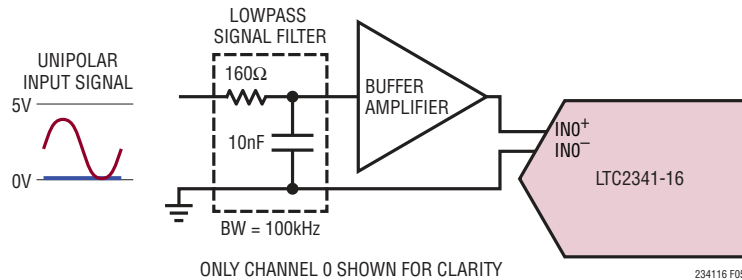 LOWPASS
SIGNAL FILTER
UNIPOLAR
INPUT SIGNAL
160Ω
BUFFER
AMPLIFIER
5V
IN0+
IN0–
10nF
LTC2341-16
0V
BW = 100kHz
ONLY CHANNEL 0 SHOWN FOR CLARITY
234116 F05